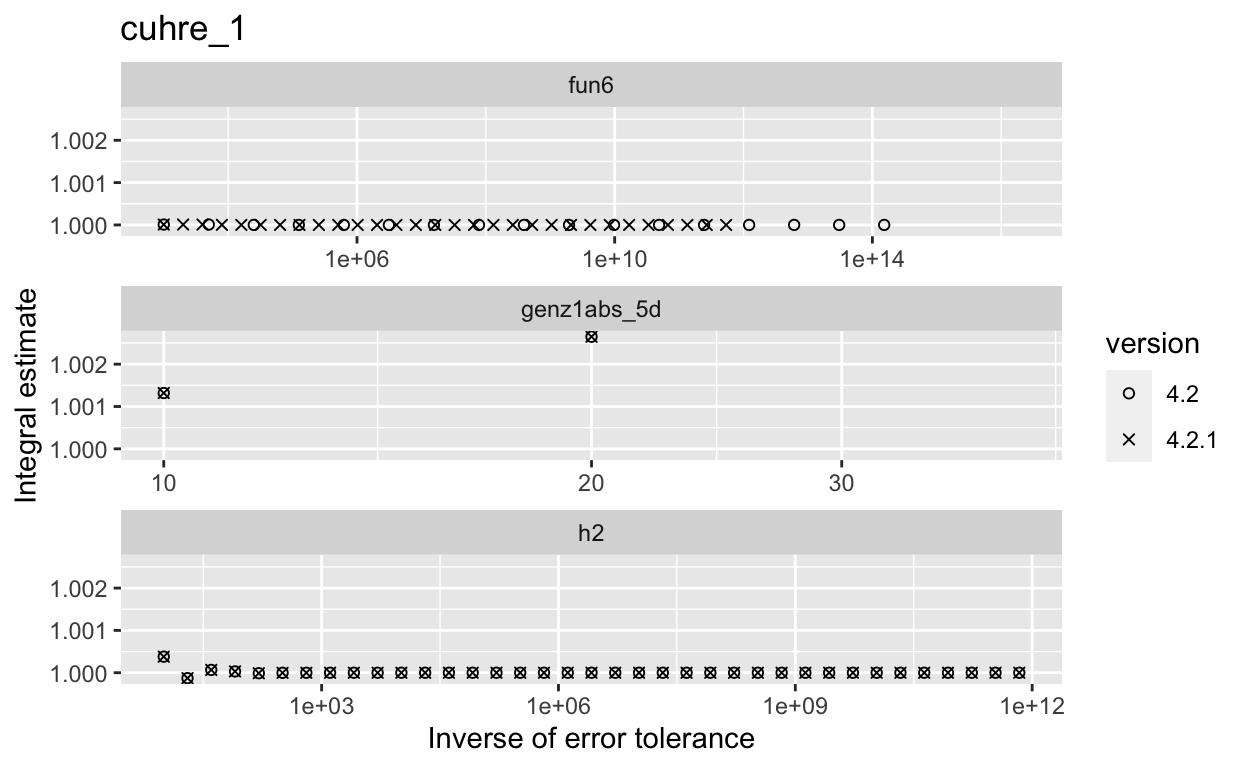 cuhre_1
fun6
1.002
1.001
1.000
1e+06 1e+10 1e+14
genz1abs_5d
1.002
1.001
1.000
10 20 30
h2
1.002
1.001
1.000
1e+03 1e+06 1e+09 1e+12
Inverse of error tolerance
Integral estimate
version
4.2
4.2.1